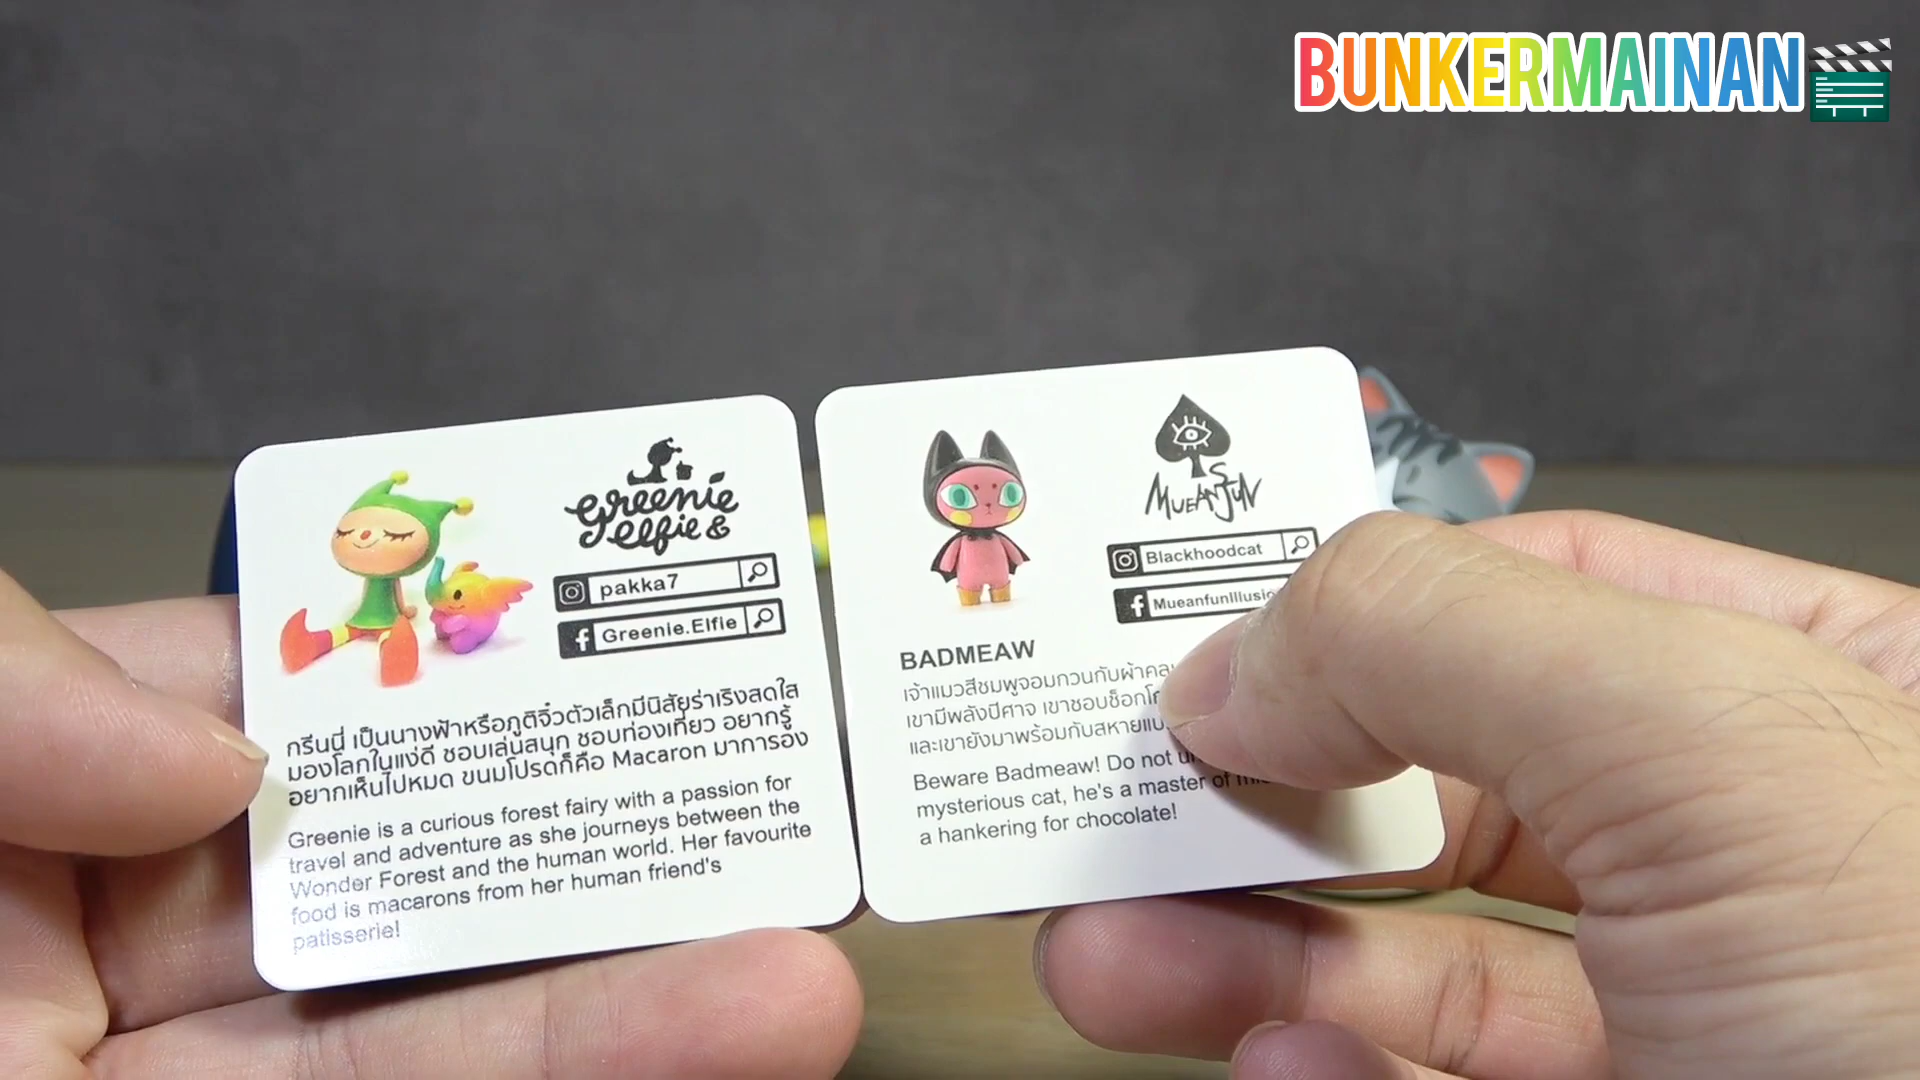 BUNKERMAINAN
greenie
elfie &
pakka7
Greenie.Elfie
กรีนนี่ เป็นนางฟ้าหรือภูติจิ๋วตัวเล็กมีนิสัยร่าเริงสดใส
มองโลกในแง่ดี ชอบเล่นสนุก ชอบท่องเที่ยว อยากรู้
อยากเห็นไปหมด ขนมโปรดก็คือ Macaron มาการอง
Greenie is a curious forest fairy with a passion for
travel and adventure as she journeys between the
Wonder Forest and the human world. Her favourite
food is macarons from her human friend's
patisserie!
MUEANFUN
Blackhoodcat
BADMEAW
เจ้าแมวสีชมพูจอมกวนกับผ้า
เขามีพลังปีศาจ เขาชอบ
และเขายังมาพร้อมกับสหาย
Beware Badmeaw! Do not
mysterious cat, he's a master of
a hankering for chocolate!